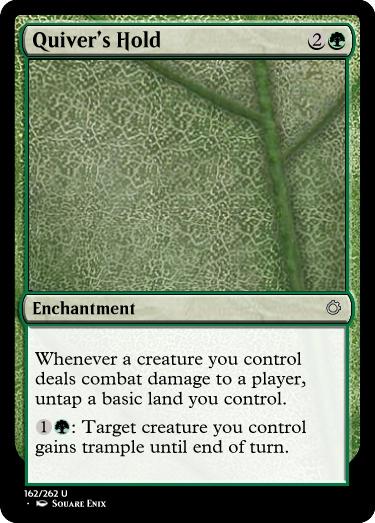 Quiver's Hold 2
Enchantment
Whenever a creature you control
deals combat damage to a player,
untap a basic land you control.
1 : Target creature you control
gains trample until end of turn.
162/262 U
· Square Enix